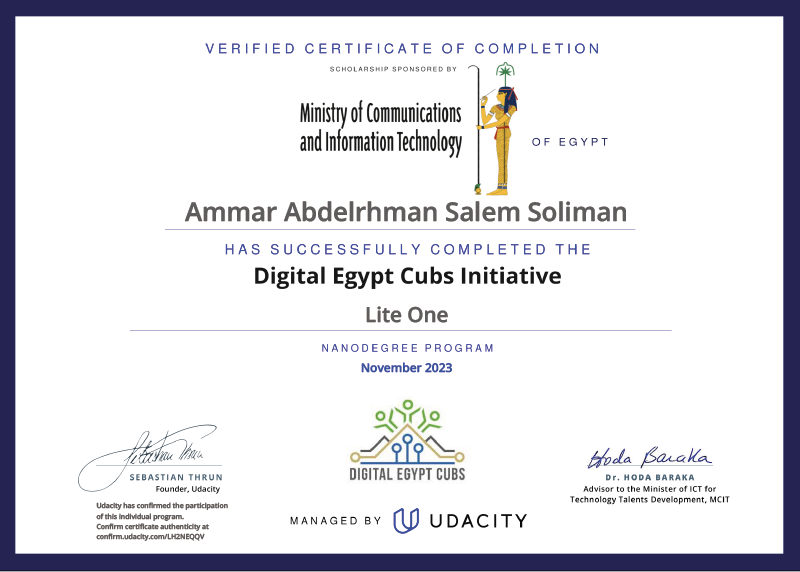 VERIFIED CERTIFICATE OF COMPLETION
SCHOLARSHIP SPONSORED BY
Ministry of Communications
and Information Technology
OF EGYPT
Ammar Abdelrhman Salem Soliman
HAS SUCCESSFULLY COMPLETED THE
Digital Egypt Cubs Initiative
Lite One
NANODEGREE PROGRAM
November 2023
Sebastian Thrun
SEBASTIAN THRUN
Founder, Udacity
Udacity has confirmed the participation
of this individual program.
Confirm certificate authenticity at
confirm.udacity.com/LH2NEQQV
DIGITAL EGYPT CUBS
MANAGED BY UDACITY
Hoda Baraka
Dr. HODA BARAKA
Advisor to the Minister of ICT for
Technology Talents Development, MCIT